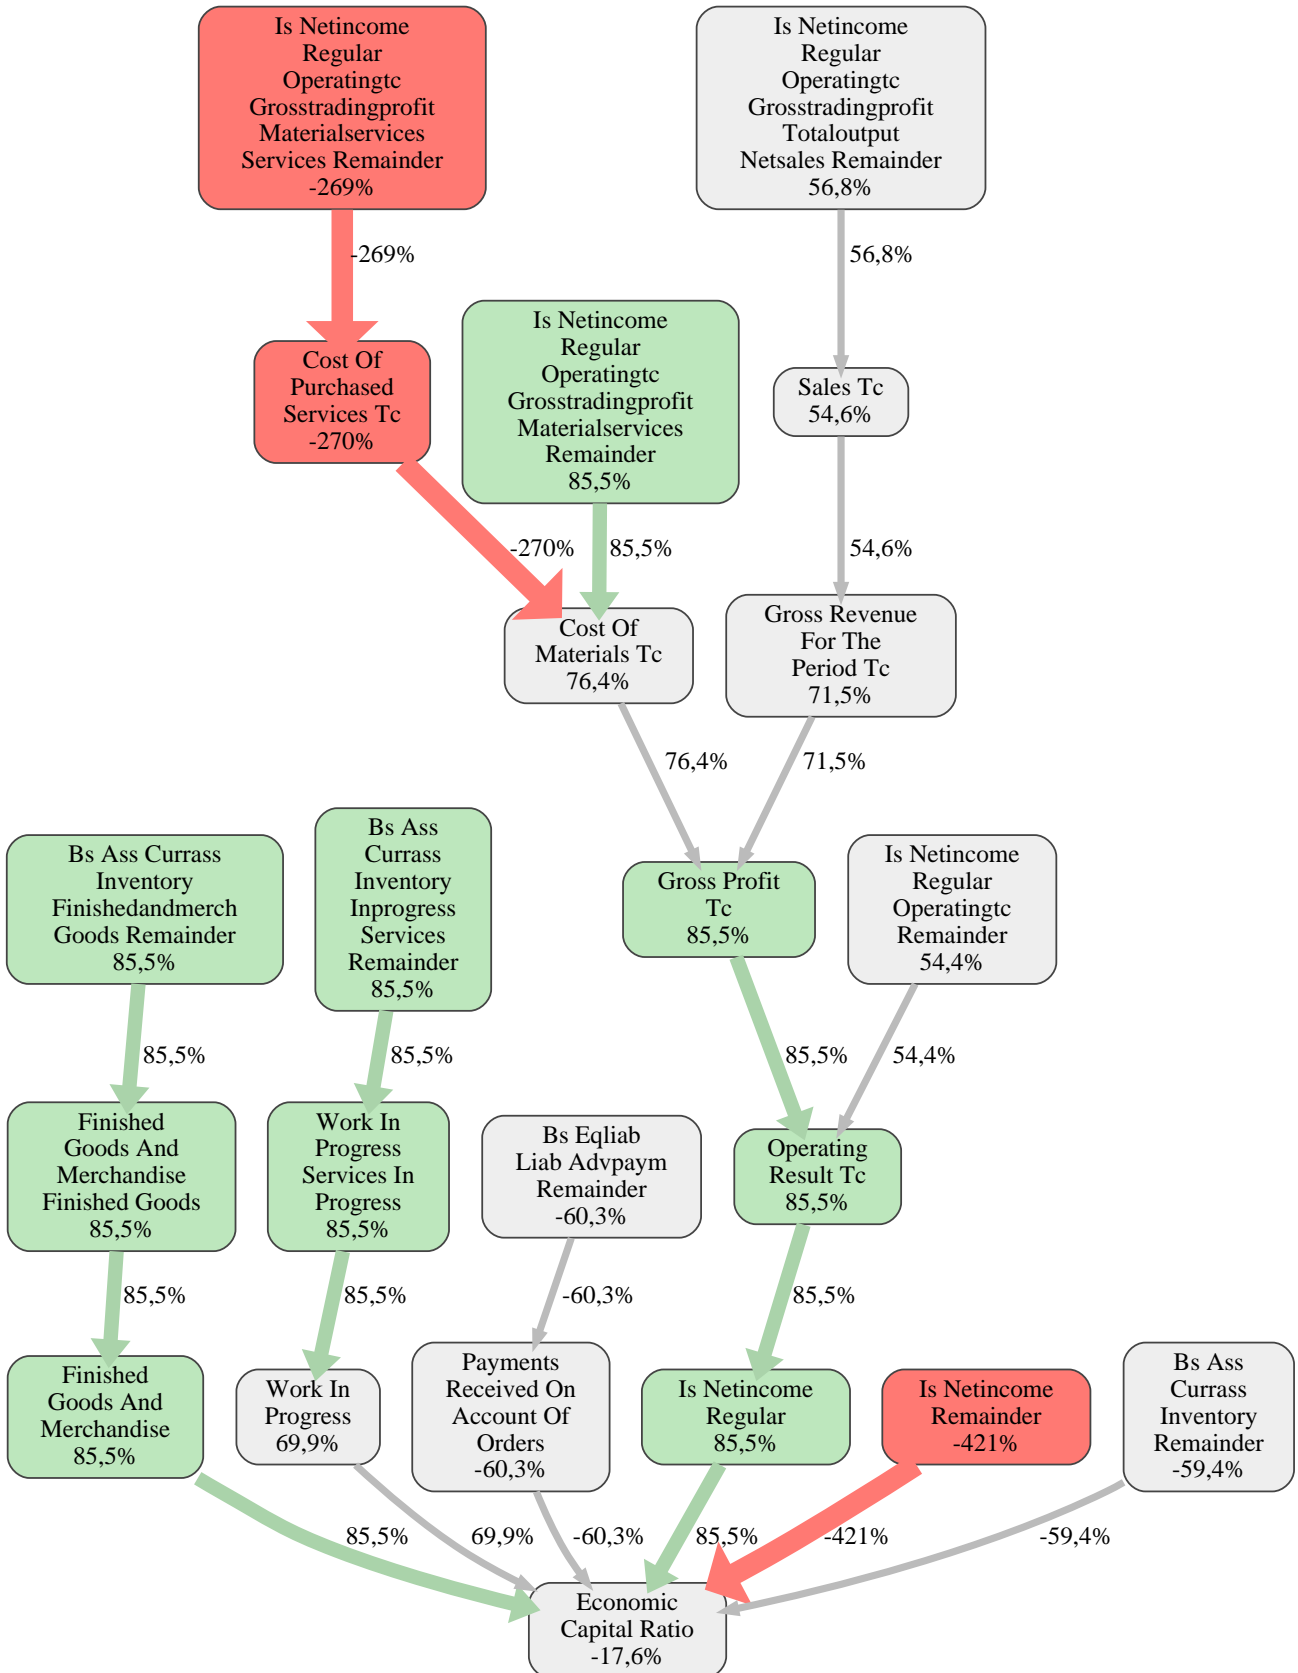 Is Netincome
Regular
Operatingtc
Grosstradingprofit
Materialservices
Services Remainder
-269%
Is Netincome
Regular
Operatingtc
Grosstradingprofit
Totaloutput
Netsales Remainder
56,8%
-269%
56,8%
Cost Of
Purchased
Services Tc
-270%
Is Netincome
Regular
Operatingtc
Grosstradingprofit
Materialservices
Remainder
85,5%
Sales Tc
54,6%
-270%
85,5%
54,6%
Cost Of
Materials Tc
76,4%
Gross Revenue
For The
Period Tc
71,5%
76,4%
71,5%
Bs Ass Currass
Inventory
Finishedandmerch
Goods Remainder
85,5%
Bs Ass
Currass
Inventory
Inprogress
Services
Remainder
85,5%
Gross Profit
Tc
85,5%
Is Netincome
Regular
Operatingtc
Remainder
54,4%
85,5%
85,5%
85,5%
54,4%
Finished
Goods And
Merchandise
Finished Goods
85,5%
Work In
Progress
Services In
Progress
85,5%
Bs Eqliab
Liab Advpaym
Remainder
-60,3%
Operating
Result Tc
85,5%
85,5%
85,5%
-60,3%
85,5%
Finished
Goods And
Merchandise
85,5%
Work In
Progress
69,9%
Payments
Received On
Account Of
Orders
-60,3%
Is Netincome
Regular
85,5%
Is Netincome
Remainder
-421%
Bs Ass
Currass
Inventory
Remainder
-59,4%
85,5%
69,9%
-60,3%
85,5%
-421%
-59,4%
Economic
Capital Ratio
-17,6%